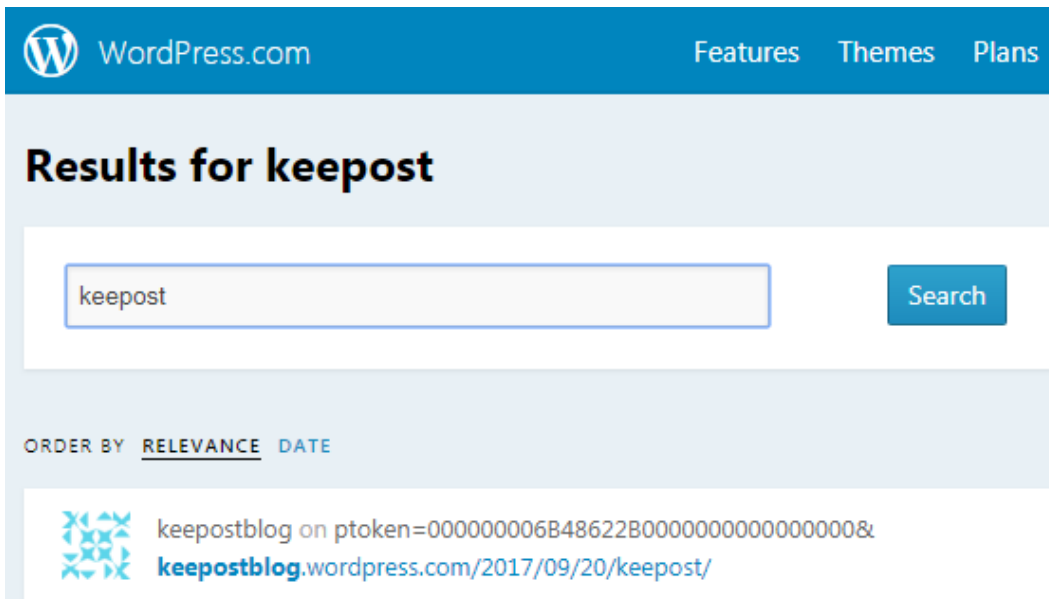 WordPress.com Features Themes Plans
Results for keepost
keepost Search
ORDER BY RELEVANCE DATE
keepostblog on ptoken=000000006B48622B00000000000000000&
keepostblog.wordpress.com/2017/09/20/keepost/